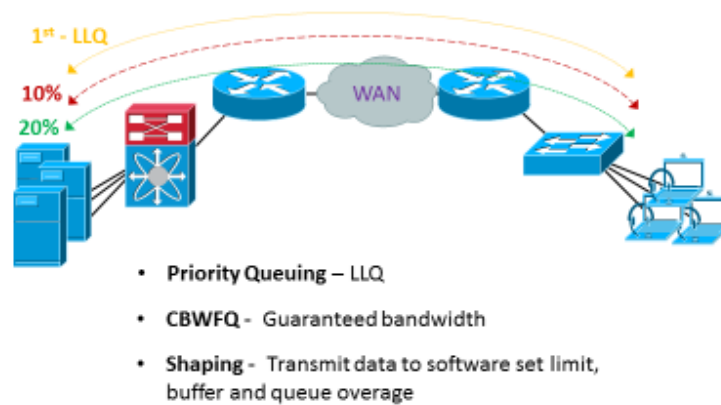 1st - LLQ
10%
20%
WAN
• Priority Queuing – LLQ
• CBWFQ - Guaranteed bandwidth
• Shaping - Transmit data to software set limit,
buffer and queue overage